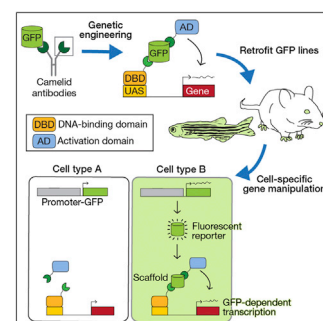 Genetic
engineering
AD
GFP
GFP
Camelid
antibodies
DBD
UAS
Gene
Retrofit GFP lines
DBD DNA-binding domain
AD Activation domain
Cell-specific
gene manipulation
Cell type A
Cell type B
Promoter-GFP
Fluorescent
reporter
Scaffold
GFP-dependent
transcription